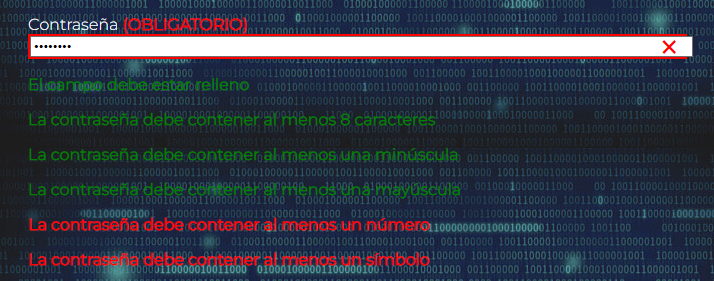 Contraseña (OBLIGATORIO)
••••••••
El campo debe estar relleno
La contraseña debe contener al menos 8 caracteres
La contraseña debe contener al menos una minúscula
La contraseña debe contener al menos una mayúscula
La contraseña debe contener al menos un número
La contraseña debe contener al menos un símbolo